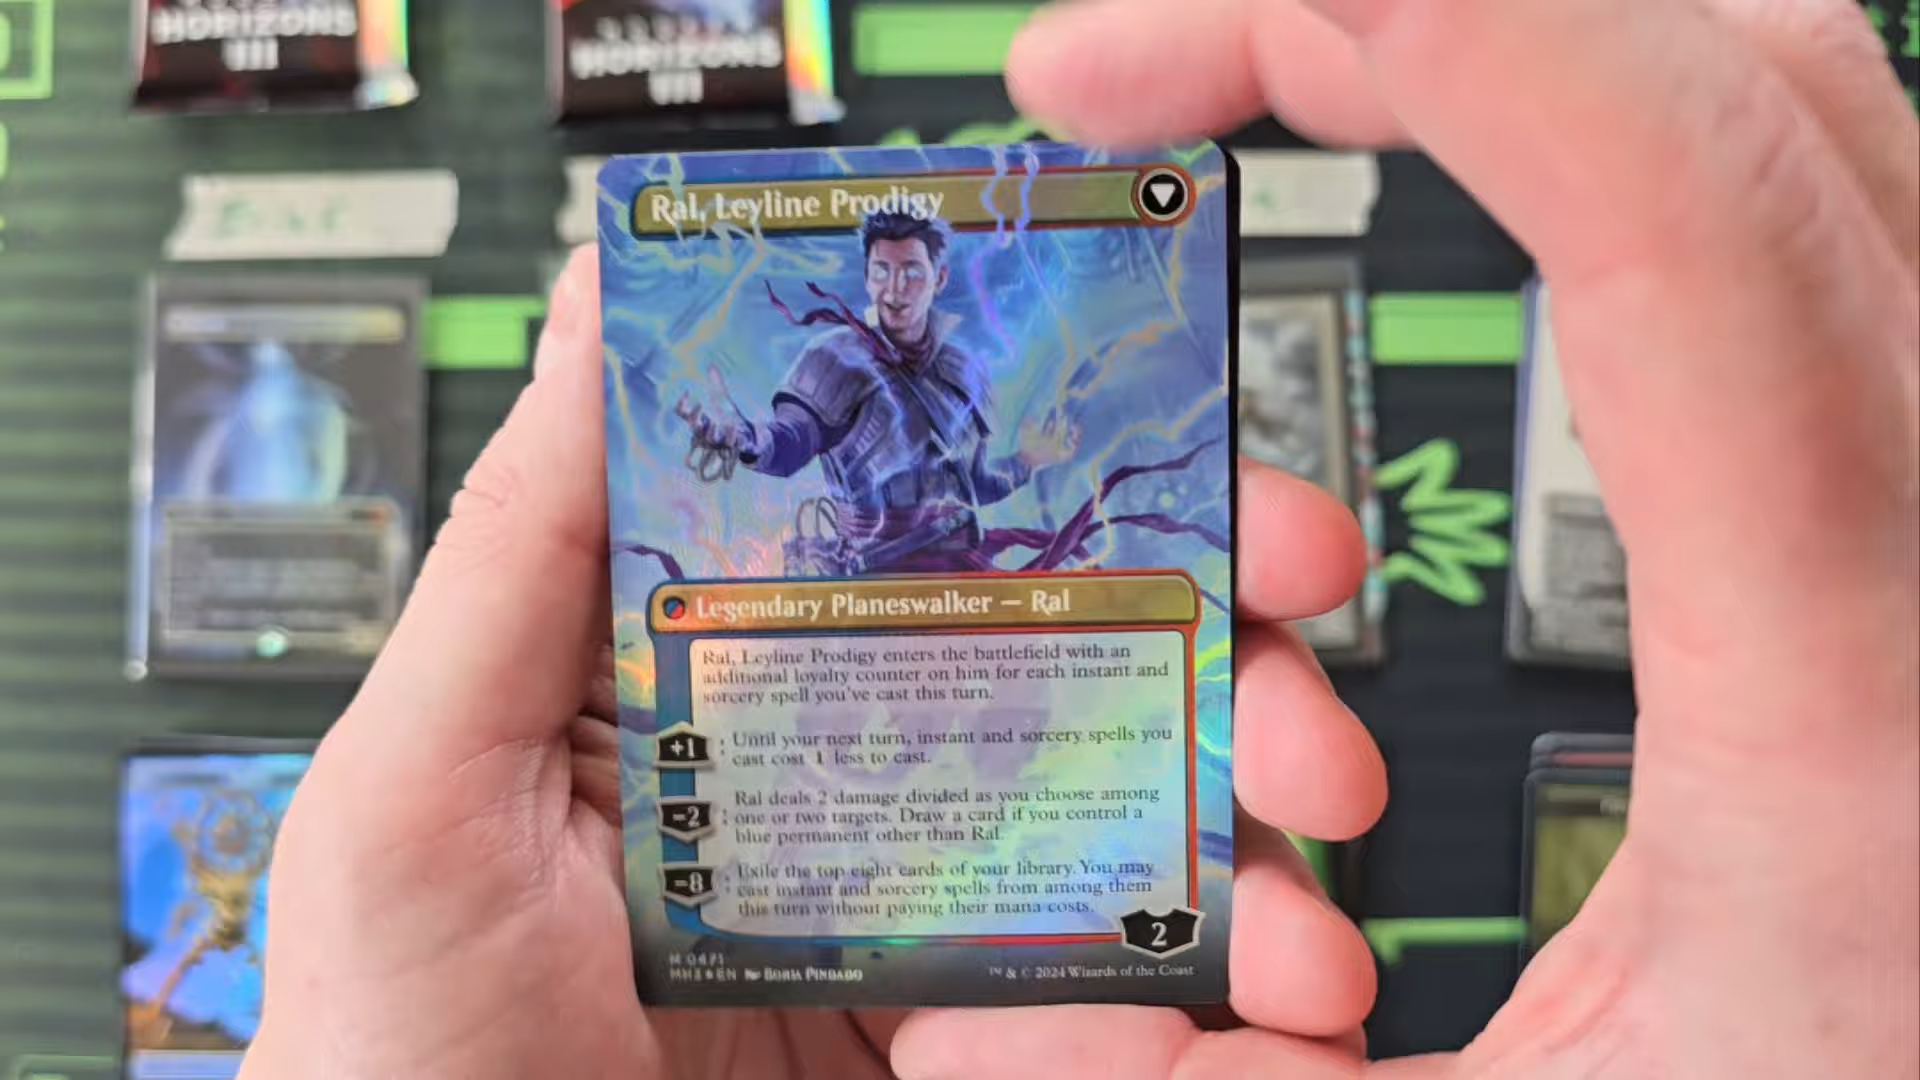 HORIZONS
III
HORIZONS
III
Ral, Leyline Prodigy
Legendary Planeswalker — Ral
Ral, Leyline Prodigy enters the battlefield with an
additional loyalty counter on him for each instant and
sorcery spell you've cast this turn.
+1: Until your next turn, instant and sorcery spells you
cast cost 1 less to cast.
-2: Ral deals 2 damage divided as you choose among
one or two targets. Draw a card if you control a
blue permanent other than Ral.
-8: Exile the top eight cards of your library. You may
cast instant and sorcery spells from among them
this turn without paying their mana costs.
2
M 0471
MH3 ★ EN Borja Pindado
™ & © 2024 Wizards of the Coast